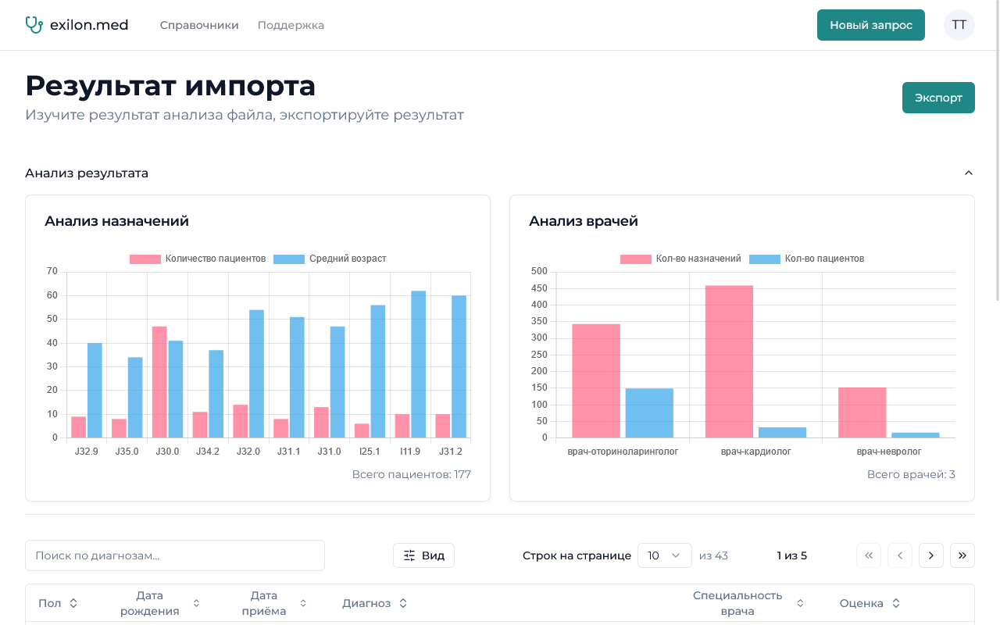 exilon.med
Справочники
Поддержка
Новый запрос
TT
Результат импорта
Изучите результат анализа файла, экспортируйте результат
Экспорт
Анализ результата
Анализ назначений
Количество пациентов
Средний возраст
70
60
50
40
30
20
10
0
J32.9
J35.0
J30.0
J34.2
J32.0
J31.1
J31.0
I25.1
I11.9
J31.2
Всего пациентов: 177
Анализ врачей
Кол-во назначений
Кол-во пациентов
500
450
400
350
300
250
200
150
100
50
0
врач-оториноларинголог
врач-кардиолог
врач-невролог
Всего врачей: 3
Поиск по диагнозам...
Вид
Строк на странице
10
из 43
1 из 5
Пол
Дата
рождения
Дата
приёма
Диагноз
Специальность
врача
Оценка